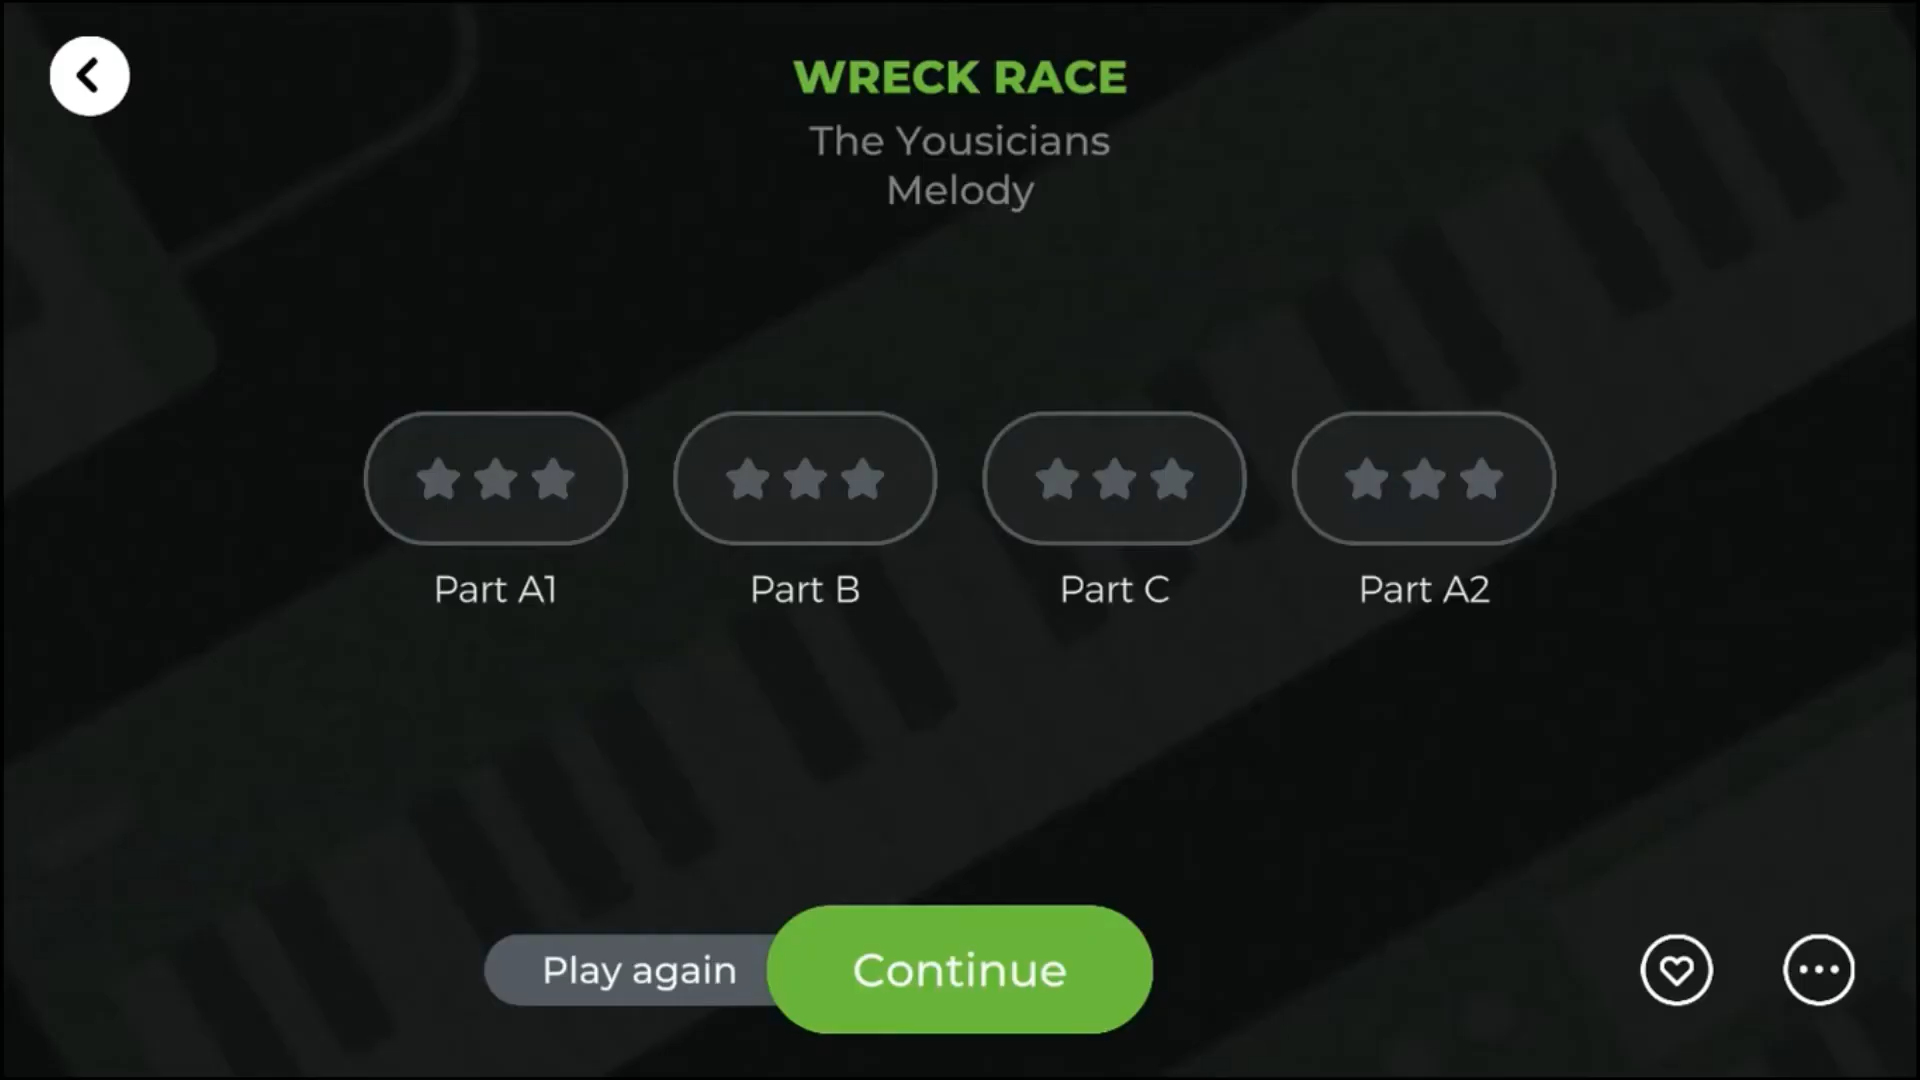 WRECK RACE
The Yousicians
Melody
Part A1
Part B
Part C
Part A2
Play again
Continue